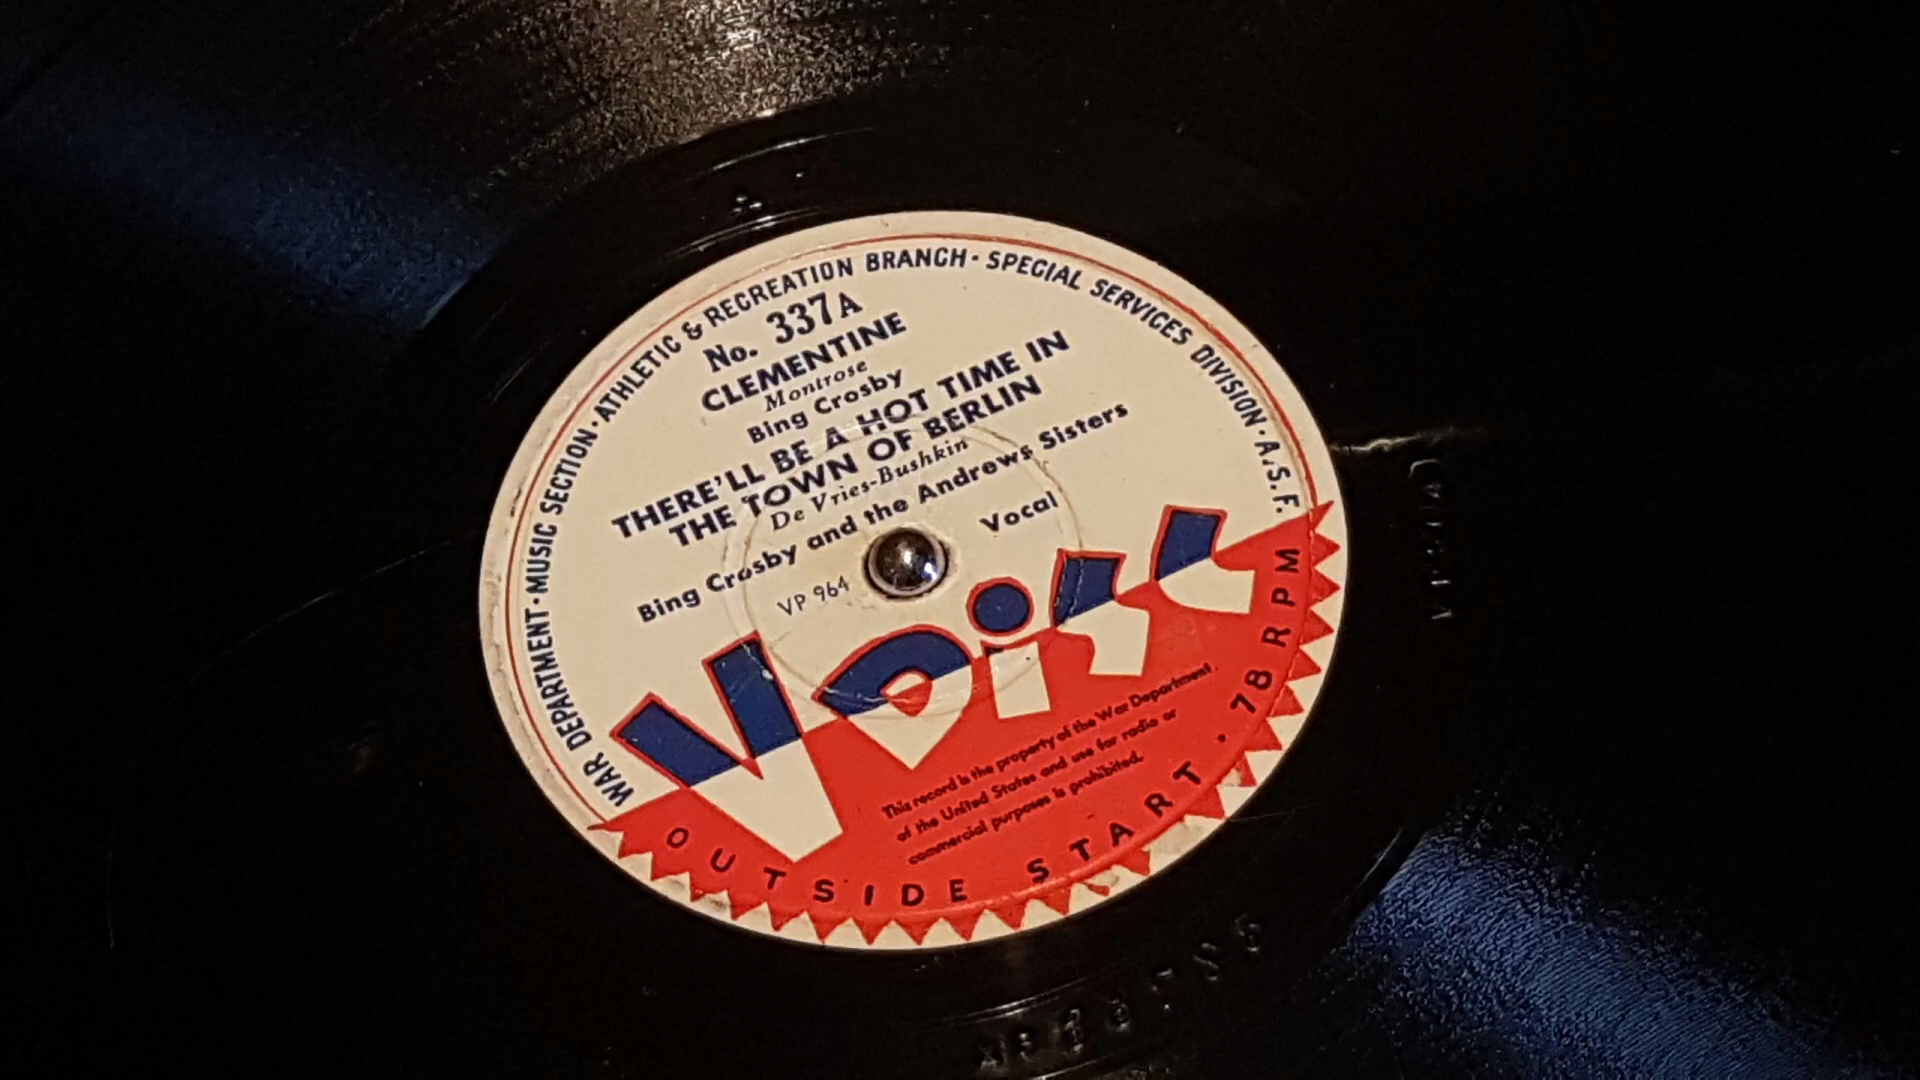 WAR DEPARTMENT · MUSIC SECTION · ATHLETIC & RECREATION BRANCH · SPECIAL SERVICES DIVISION · A.S.F.
No. 337A
CLEMENTINE
Montrose
Bing Crosby
THERE'LL BE A HOT TIME IN
THE TOWN OF BERLIN
De Vries-Bushkin
Bing Crosby and the Andrews Sisters
Vocal
VP 964
V Disc
This record is the property of the War Department
of the United States and use for radio or
commercial purposes is prohibited.
OUTSIDE START · 78 RPM